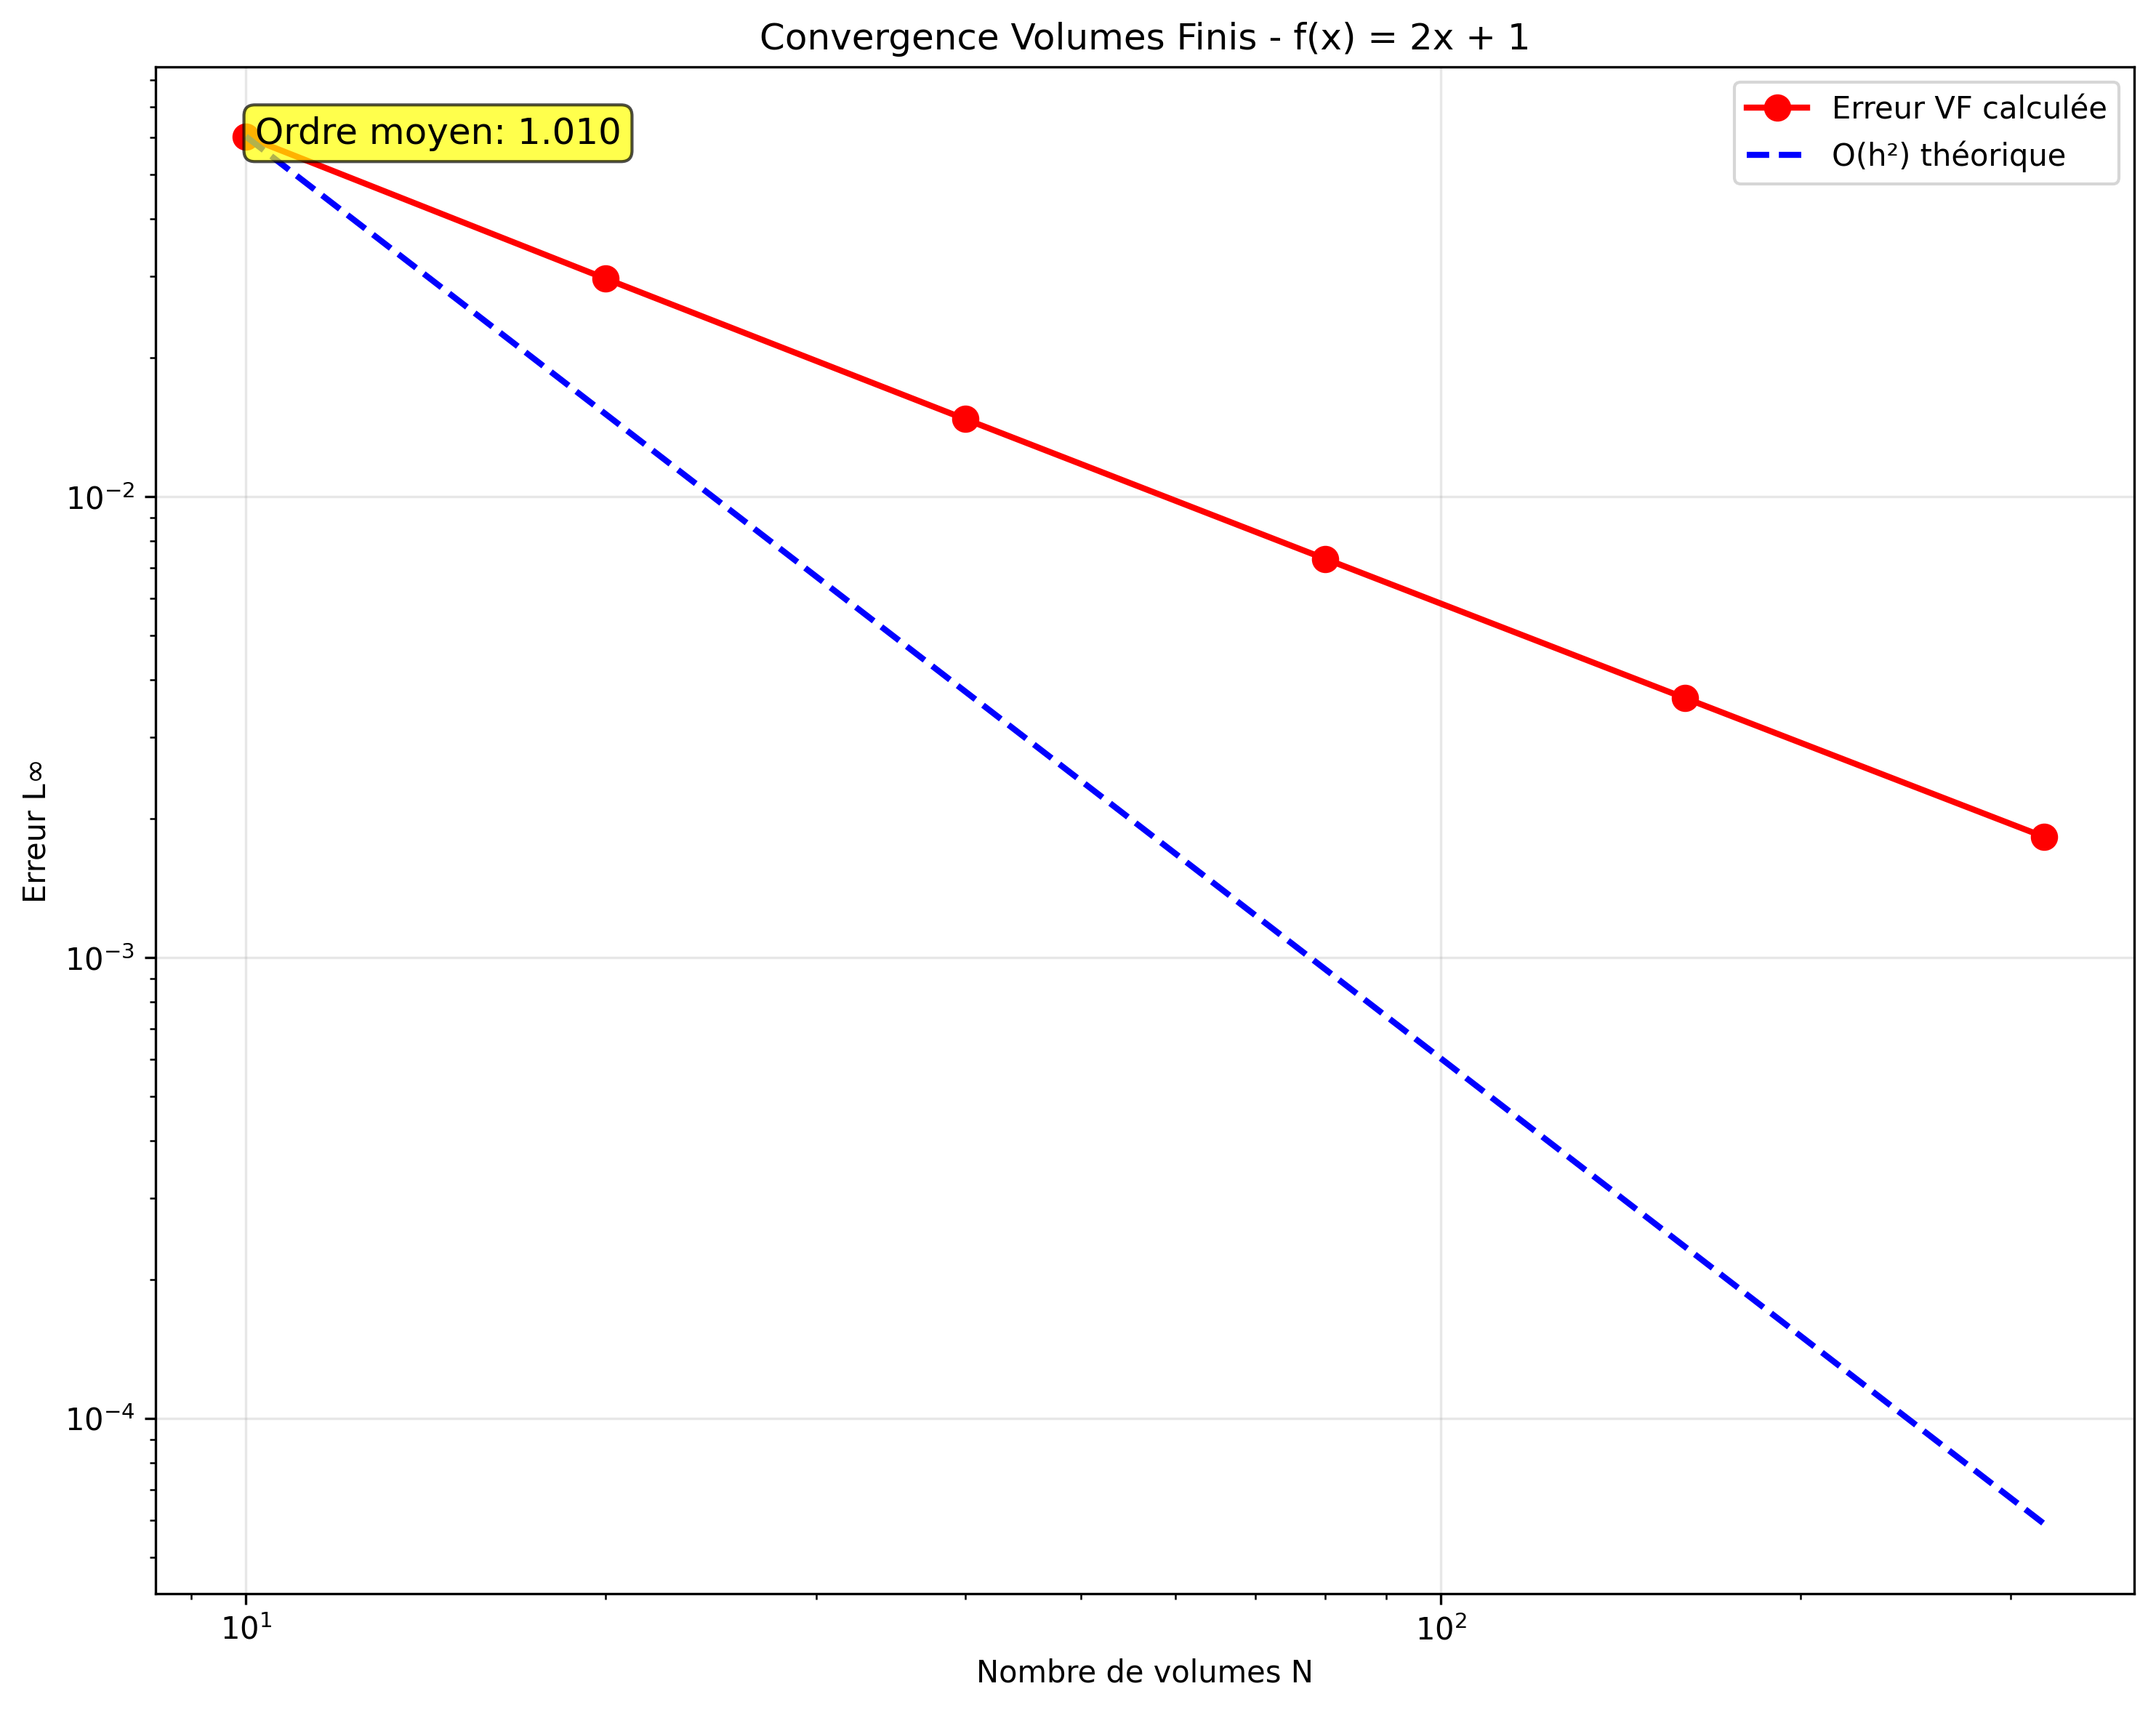 Convergence Volumes Finis - f(x) = 2x + 1
Ordre moyen: 1.010
Erreur VF calculée
O(h²) théorique
Erreur L∞
10⁻²
10⁻³
10⁻⁴
10¹
10²
Nombre de volumes N